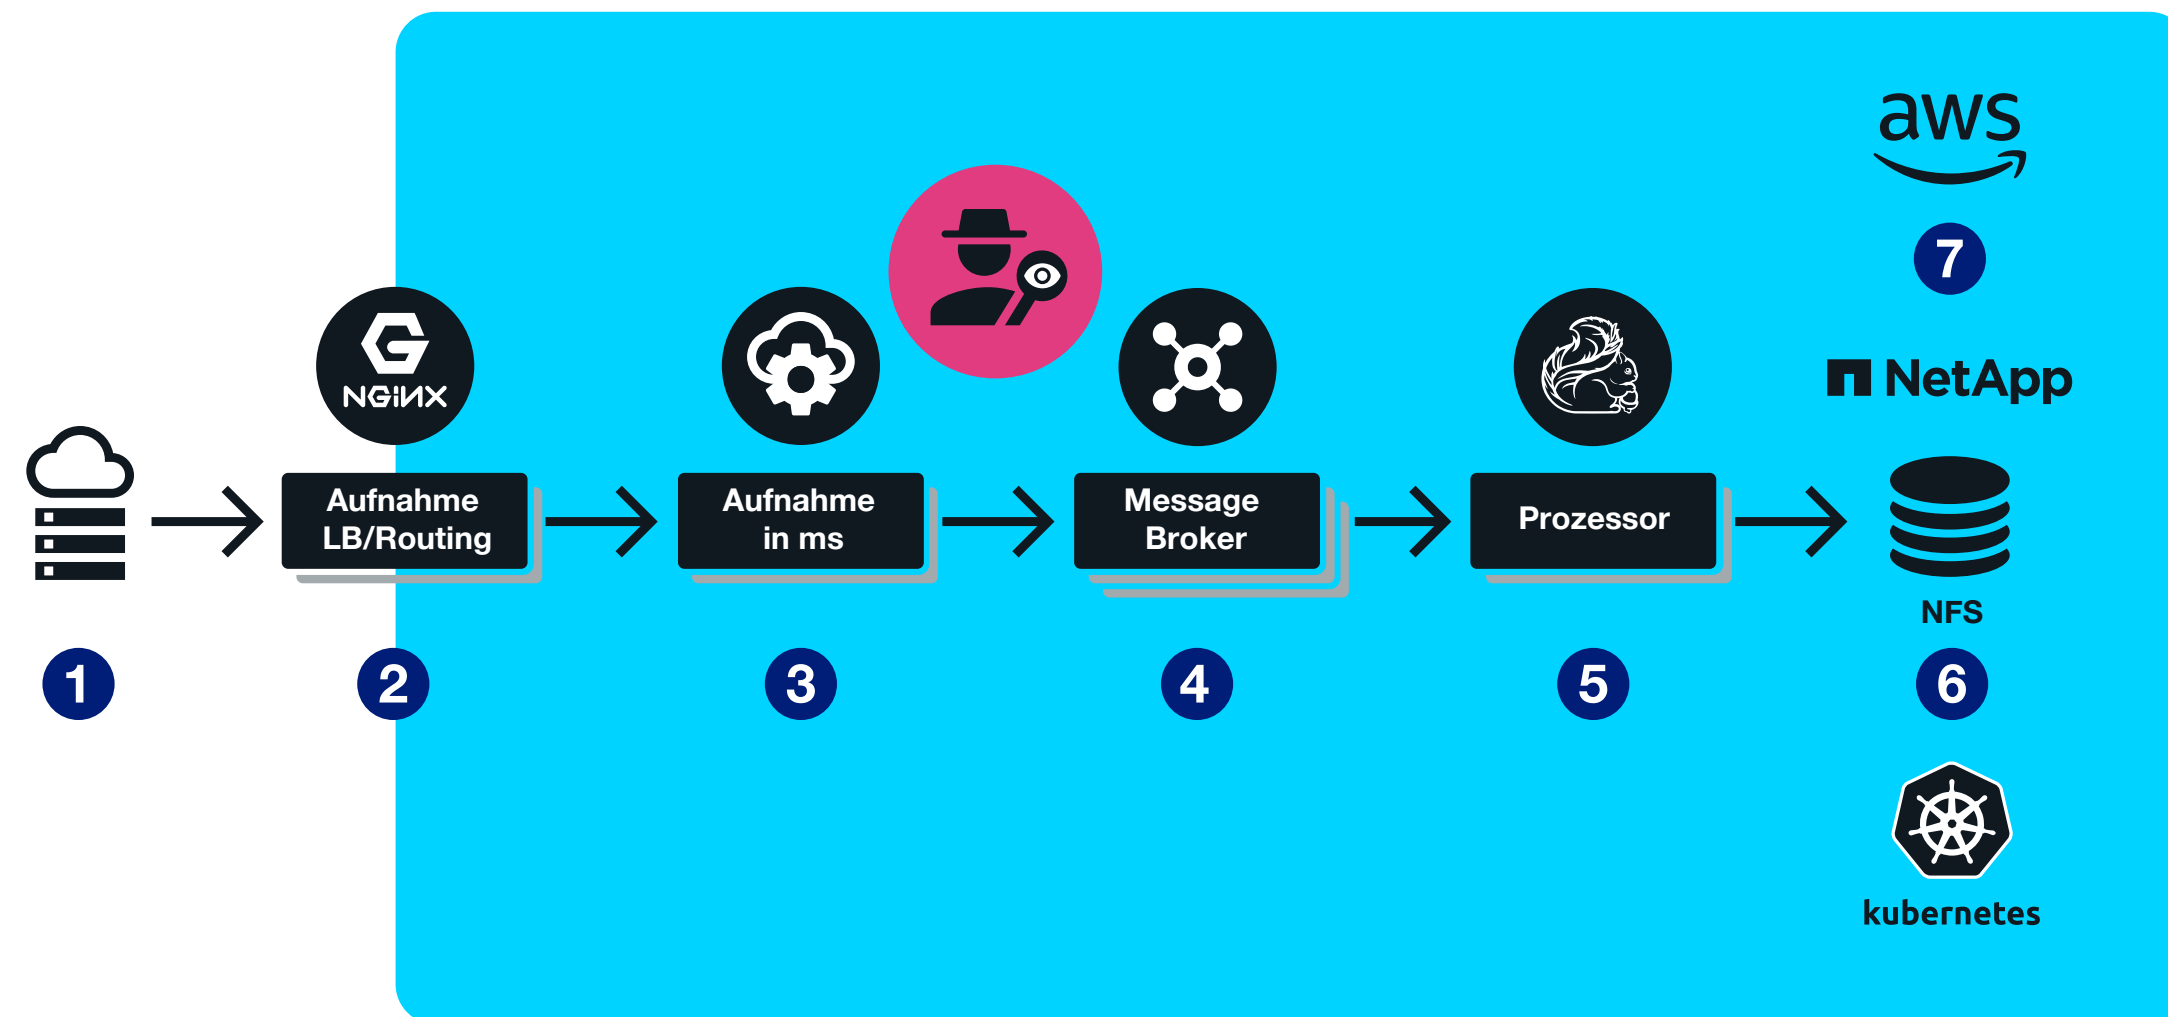 aws
7
NGINX
NetApp
Aufnahme
LB/Routing
Aufnahme
in ms
Message
Broker
Prozessor
NFS
1
2
3
4
5
6
kubernetes